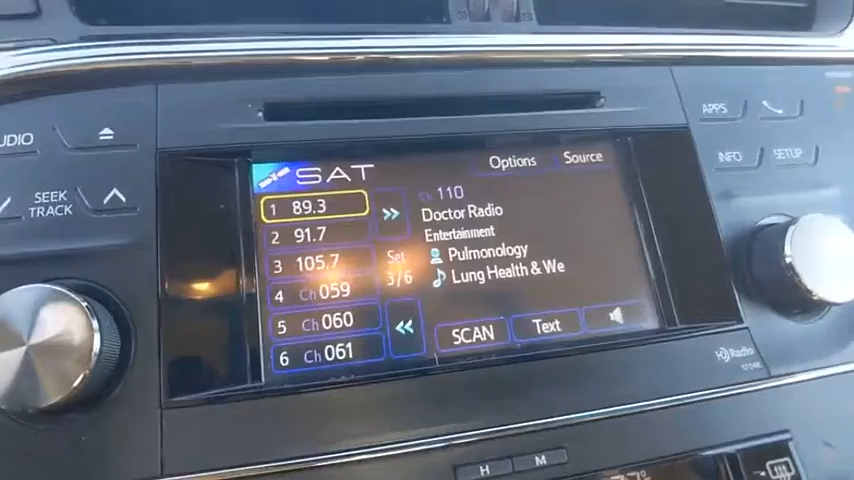 UDIO
SEEK
TRACK
SAT
Options
Source
1 89.3
2 91.7
3 105.7
4 Ch 059
5 Ch 060
6 Ch 061
Set
3/6
Ch 110
Doctor Radio
Entertainment
Pulmonology
Lung Health & We
SCAN
Text
APPS
INFO
SETUP
HD Radio
H M